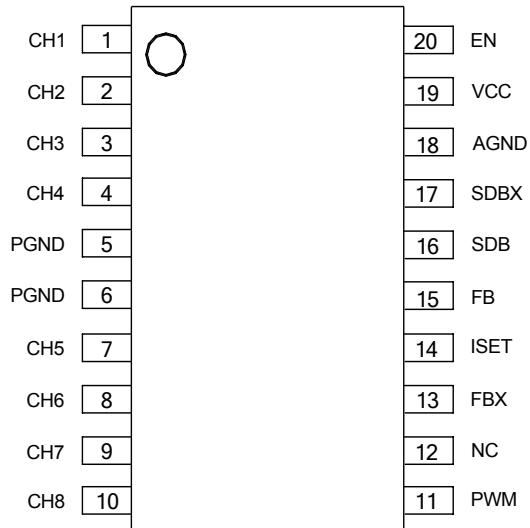 CH1 1 20 EN
CH2 2 19 VCC
CH3 3 18 AGND
CH4 4 17 SDBX
PGND 5 16 SDB
PGND 6 15 FB
CH5 7 14 ISET
CH6 8 13 FBX
CH7 9 12 NC
CH8 10 11 PWM